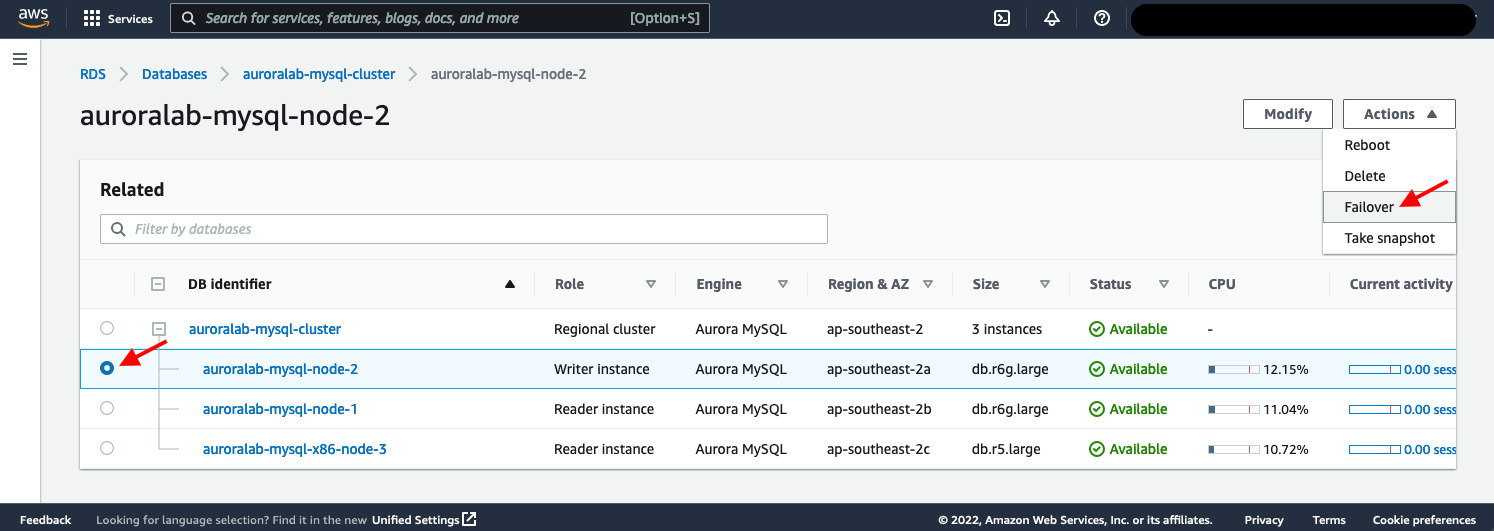 aws Services Search for services, features, blogs, docs, and more [Option+S]
RDS Databases auroralab-mysql-cluster auroralab-mysql-node-2
auroralab-mysql-node-2 Modify Actions
Reboot
Delete
Failover
Take snapshot
Related
Filter by databases
DB identifier Role Engine Region & AZ Size Status CPU Current activity
auroralab-mysql-cluster Regional cluster Aurora MySQL ap-southeast-2 3 instances Available -
auroralab-mysql-node-2 Writer instance Aurora MySQL ap-southeast-2a db.r6g.large Available 12.15% 0.00 sess
auroralab-mysql-node-1 Reader instance Aurora MySQL ap-southeast-2b db.r6g.large Available 11.04% 0.00 sess
auroralab-mysql-x86-node-3 Reader instance Aurora MySQL ap-southeast-2c db.r5.large Available 10.72% 0.00 sess
Feedback Looking for language selection? Find it in the new Unified Settings © 2022, Amazon Web Services, Inc. or its affiliates. Privacy Terms Cookie preferences